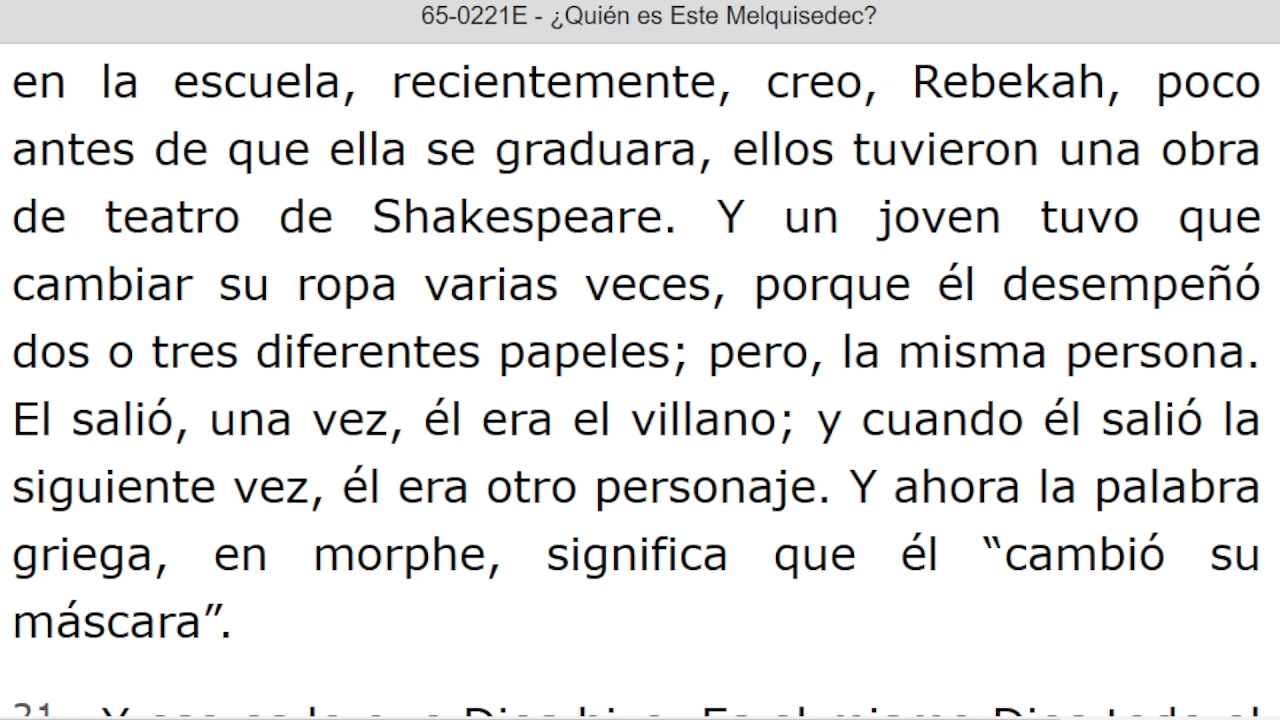 65-0221E - ¿Quién es Este Melquisedec?
en la escuela, recientemente, creo, Rebekah, poco
antes de que ella se graduara, ellos tuvieron una obra
de teatro de Shakespeare. Y un joven tuvo que
cambiar su ropa varias veces, porque él desempeñó
dos o tres diferentes papeles; pero, la misma persona.
El salió, una vez, él era el villano; y cuando él salió la
siguiente vez, él era otro personaje. Y ahora la palabra
griega, en morphe, significa que él “cambió su
máscara”.